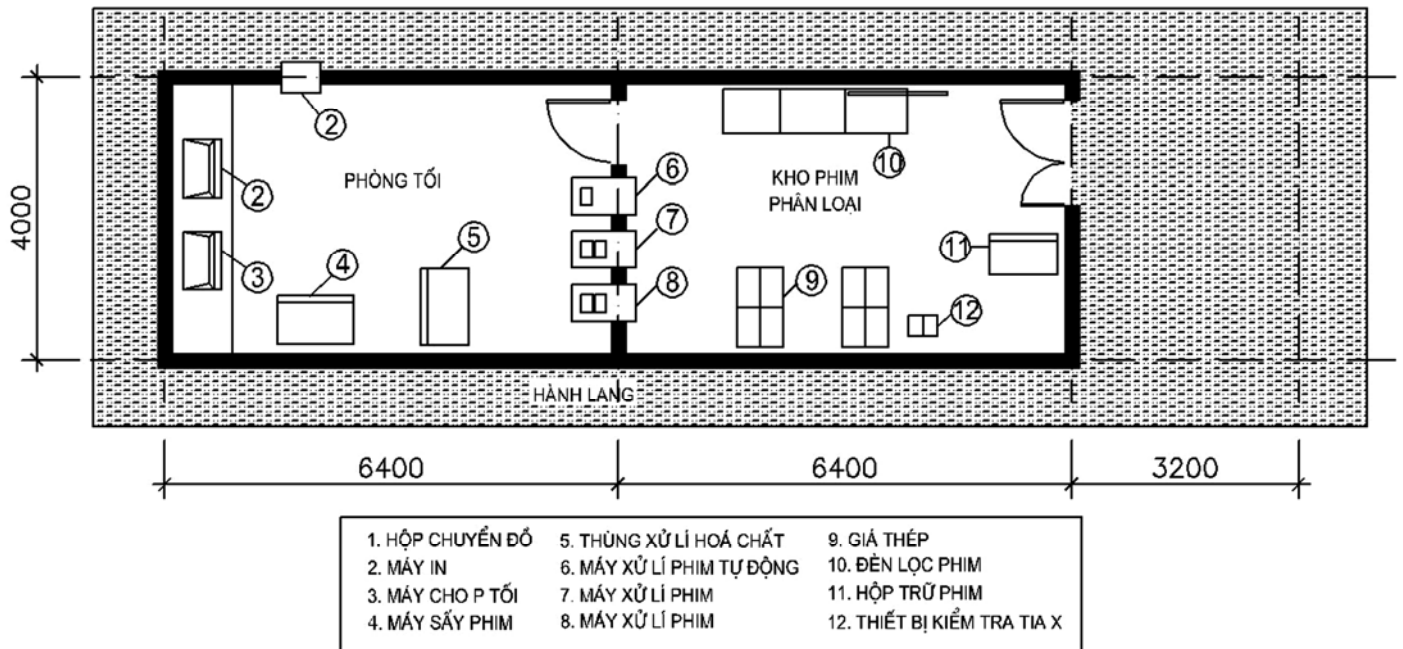 2
2
3
PHÒNG TỐI
4
5
6
7
8
KHO PHIM
PHÂN LOẠI
10
9
11
12
4000
HÀNH LANG
6400
6400
3200
1. HỘP CHUYỂN ĐỒ
2. MÁY IN
3. MÁY CHO P TỐI
4. MÁY SẤY PHIM
5. THÙNG XỬ LÍ HOÁ CHẤT
6. MÁY XỬ LÍ PHIM TỰ ĐỘNG
7. MÁY XỬ LÍ PHIM
8. MÁY XỬ LÍ PHIM
9. GIÁ THÉP
10. ĐÈN LỌC PHIM
11. HỘP TRỮ PHIM
12. THIẾT BỊ KIỂM TRA TIA X